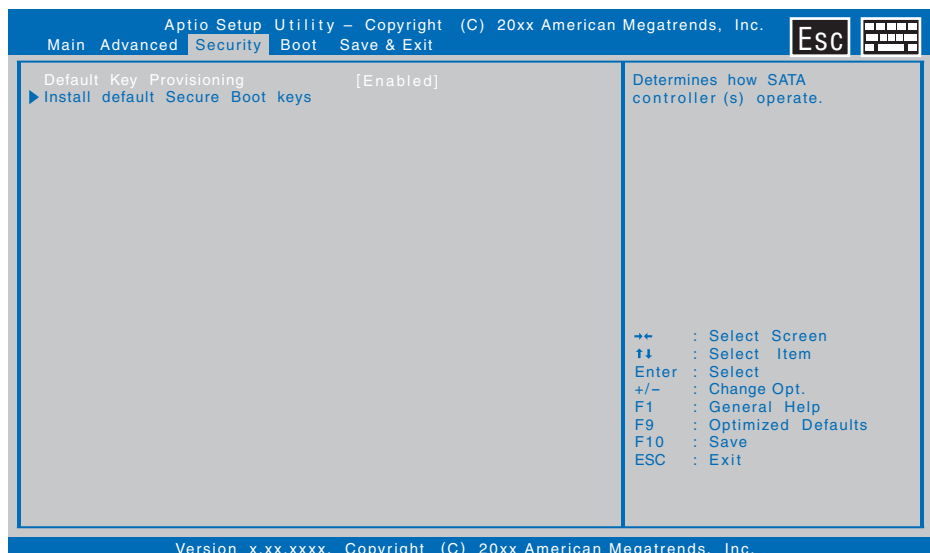 Aptio Setup Utility – Copyright (C) 20xx American Megatrends, Inc.
Main Advanced Security Boot Save & Exit
Esc
Default Key Provisioning [Enabled]
Install default Secure Boot keys
Determines how SATA
controller (s) operate.
→← : Select Screen
↑↓ : Select Item
Enter : Select
+/– : Change Opt.
F1 : General Help
F9 : Optimized Defaults
F10 : Save
ESC : Exit
Version x.xx.xxxx. Copyright (C) 20xx American Megatrends, Inc.